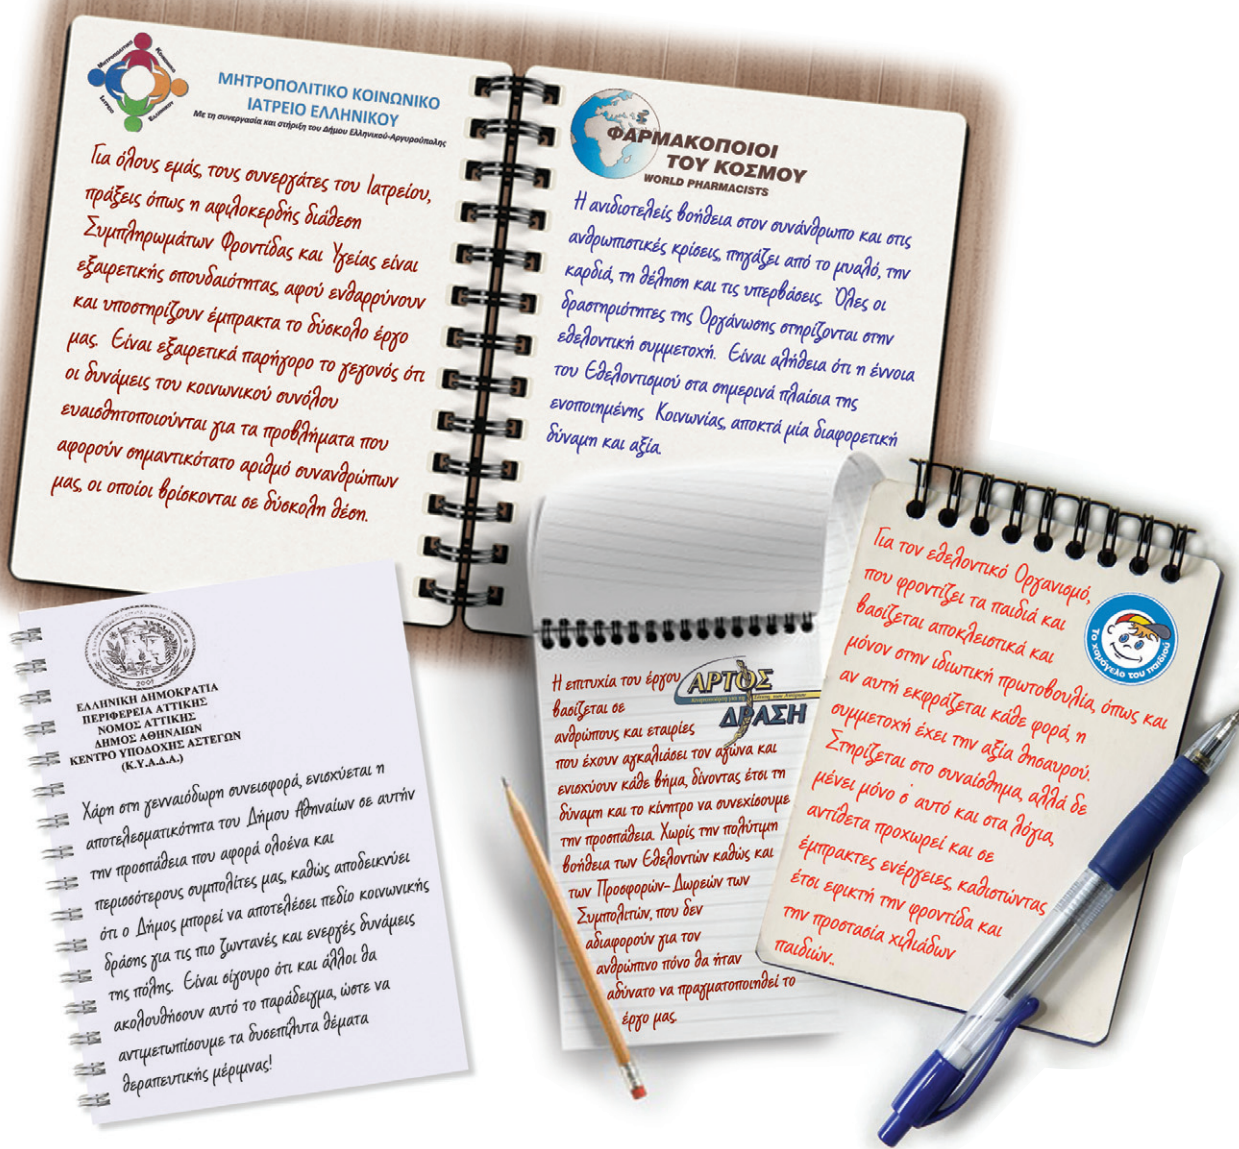 ΜΗΤΡΟΠΟΛΙΤΙΚΟ ΚΟΙΝΩΝΙΚΟ
ΙΑΤΡΕΙΟ ΕΛΛΗΝΙΚΟΥ
Με τη συνεργασία και στήριξη του Δήμου Ελληνικού-Αργυρούπολης
Για όλους εμάς, τους συνεργάτες του Ιατρείου,
πράξεις όπως η αφιλοκερδής διάθεση
Συμπληρωμάτων Φροντίδας και Υγείας είναι
εξαιρετικής σπουδαιότητας, αφού ενθαρρύνουν
και υποστηρίζουν έμπρακτα το δύσκολο έργο
μας. Είναι εξαιρετικά παρήγορο το γεγονός ότι
οι δυνάμεις του κοινωνικού συνόλου
ευαισθητοποιούνται για τα προβλήματα που
αφορούν σημαντικότατο αριθμό συνανθρώπων
μας, οι οποίοι βρίσκονται σε δύσκολη θέση.
ΦΑΡΜΑΚΟΠΟΙΟΙ
ΤΟΥ ΚΟΣΜΟΥ
WORLD PHARMACISTS
Η ανιδιοτελείς βοήθεια στον συνάνθρωπο και στις
ανθρωπιστικές κρίσεις, πηγάζει από το μυαλό, την
καρδιά, τη θέληση και τις υπερβάσεις. Όλες οι
δραστηριότητες της Οργάνωσης στηρίζονται στην
εθελοντική συμμετοχή. Είναι αλήθεια ότι η έννοια
του Εθελοντισμού στα σημερινά πλαίσια της
ενοποιημένης Κοινωνίας, αποκτά μία διαφορετική
δύναμη και αξία.
2001
ΕΛΛΗΝΙΚΗ ΔΗΜΟΚΡΑΤΙΑ
ΠΕΡΙΦΕΡΕΙΑ ΑΤΤΙΚΗΣ
ΝΟΜΟΣ ΑΤΤΙΚΗΣ
ΔΗΜΟΣ ΑΘΗΝΑΙΩΝ
ΚΕΝΤΡΟ ΥΠΟΔΟΧΗΣ ΑΣΤΕΓΩΝ
(Κ.Υ.Α.Δ.Α.)
Χάρη στη γενναιόδωρη συνεισφορά, ενισχύεται η
αποτελεσματικότητα του Δήμου Αθηναίων σε αυτήν
την προσπάθεια που αφορά ολοένα και
περισσότερους συμπολίτες μας, καθώς αποδεικνύει
ότι ο Δήμος μπορεί να αποτελέσει πεδίο κοινωνικής
δράσης για τις πιο ζωντανές και ενεργές δυνάμεις
της πόλης. Είναι σίγουρο ότι και άλλοι θα
ακολουθήσουν αυτό το παράδειγμα, ώστε να
αντιμετωπίσουμε τα δυσεπίλυτα θέματα
θεραπευτικής μέριμνας!
ΑΡΤΟΣ
ΔΡΑΣΗ
Η επιτυχία του έργου
βασίζεται σε
ανθρώπους και εταιρίες
που έχουν αγκαλιάσει τον αγώνα και
ενισχύουν κάθε βήμα, δίνοντας έτσι τη
δύναμη και το κίνητρο να συνεχίσουμε
την προσπάθεια. Χωρίς την πολύτιμη
βοήθεια των Εθελοντών καθώς και
των Προσφορών- Δωρεών των
Συμπολιτών, που δεν
αδιαφορούν για τον
ανθρώπινο πόνο θα ήταν
αδύνατο να πραγματοποιηθεί το
έργο μας.
Το χαμόγελο του παιδιού
Για τον εθελοντικό Οργανισμό,
που φροντίζει τα παιδιά και
βασίζεται αποκλειστικά και
μόνον στην ιδιωτική πρωτοβουλία, όπως και
αν αυτή εκφράζεται κάθε φορά, η
συμμετοχή έχει την αξία θησαυρού.
Στηρίζεται στο συναίσθημα, αλλά δε
μένει μόνο σ' αυτό και στα λόγια,
αντίθετα προχωρεί και σε
έμπρακτες ενέργειες, καθιστώντας
έτσι εφικτή την φροντίδα και
την προστασία χιλιάδων
παιδιών..